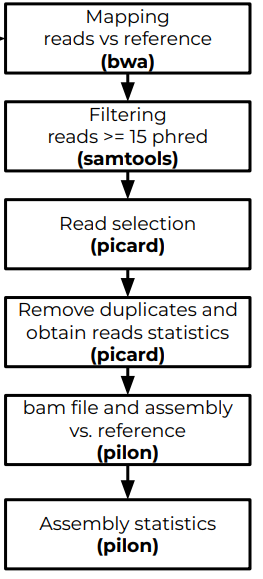 Mapping
reads vs reference
(bwa)
Filtering
reads >= 15 phred
(samtools)
Read selection
(picard)
Remove duplicates and
obtain reads statistics
(picard)
bam file and assembly
vs. reference
(pilon)
Assembly statistics
(pilon)